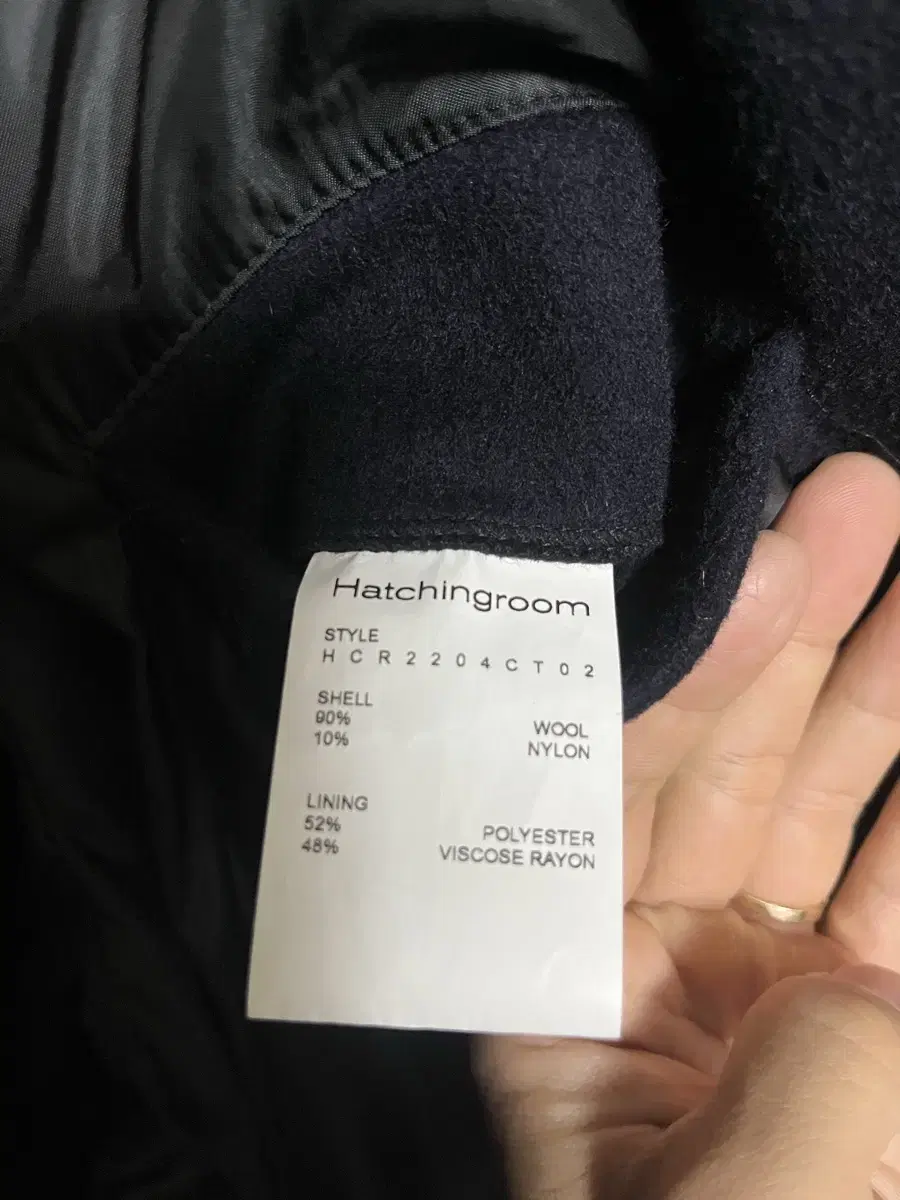 Hatchingroom
STYLE
H C R 2 2 0 4 C T 0 2
SHELL
90% WOOL
10% NYLON
LINING
52% POLYESTER
48% VISCOSE RAYON